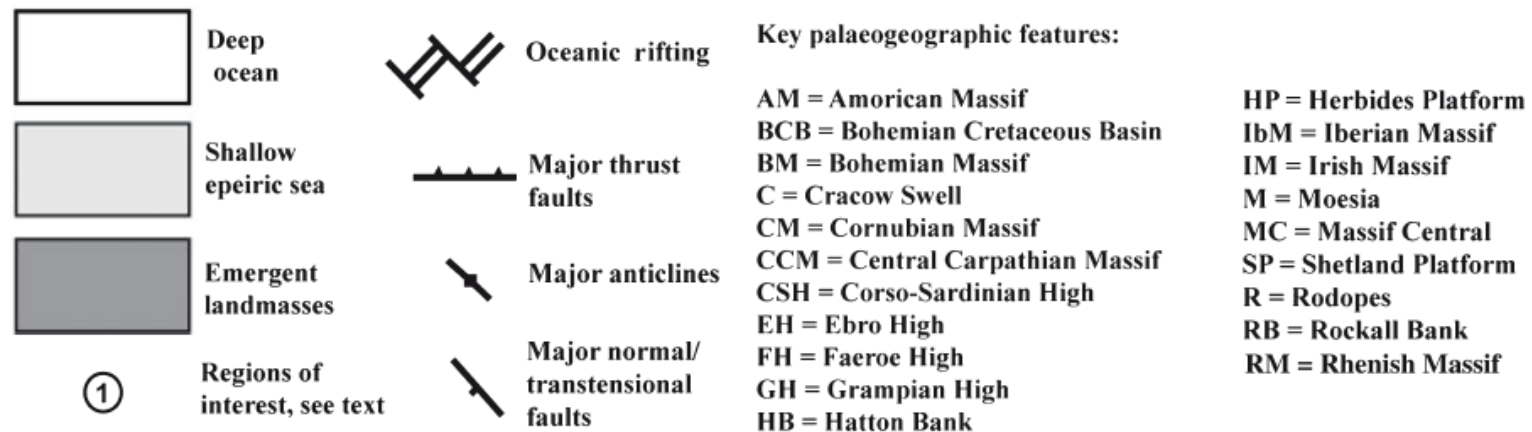 Deep
ocean
Shallow
epeiric sea
Emergent
landmasses
1
Regions of
interest, see text
Oceanic rifting
Major thrust
faults
Major anticlines
Major normal/
transtensional
faults
Key palaeogeographic features:
AM = Amorican Massif
BCB = Bohemian Cretaceous Basin
BM = Bohemian Massif
C = Cracow Swell
CM = Cornubian Massif
CCM = Central Carpathian Massif
CSH = Corso-Sardinian High
EH = Ebro High
FH = Faeroe High
GH = Grampian High
HB = Hatton Bank
HP = Herbides Platform
IbM = Iberian Massif
IM = Irish Massif
M = Moesia
MC = Massif Central
SP = Shetland Platform
R = Rodopes
RB = Rockall Bank
RM = Rhenish Massif